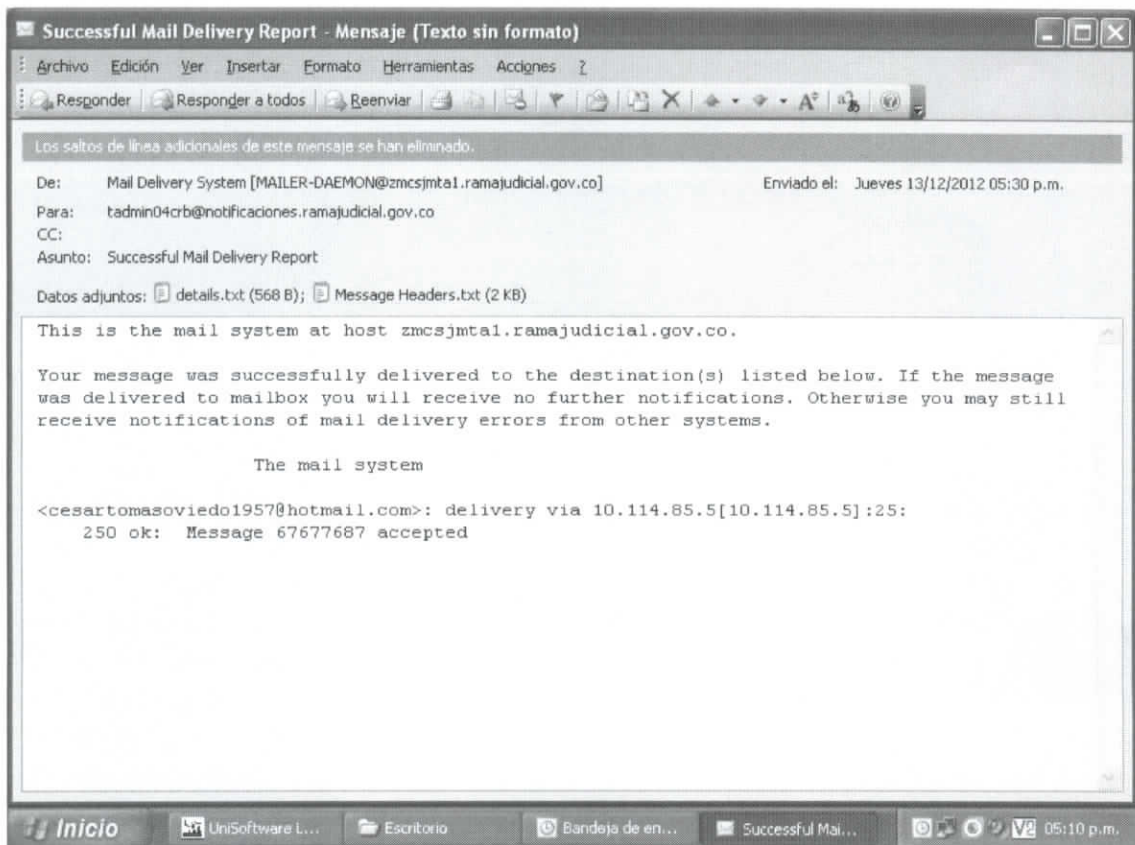 Successful Mail Delivery Report - Mensaje (Texto sin formato)
Archivo Edición Ver Insertar Formato Herramientas Acciones ?
Responder Responder a todos Reenviar
Los saltos de línea adicionales de este mensaje se han eliminado.
De: Mail Delivery System [MAILER-DAEMON@zmcsjmta1.ramajudicial.gov.co] Enviado el: Jueves 13/12/2012 05:30 p.m.
Para: tadmin04crb@notificaciones.ramajudicial.gov.co
CC:
Asunto: Successful Mail Delivery Report
Datos adjuntos: details.txt (568 B); Message Headers.txt (2 KB)
This is the mail system at host zmcsjmta1.ramajudicial.gov.co.
Your message was successfully delivered to the destination(s) listed below. If the message
was delivered to mailbox you will receive no further notifications. Otherwise you may still
receive notifications of mail delivery errors from other systems.
The mail system
<cesartomasoviedo1957@hotmail.com>: delivery via 10.114.85.5[10.114.85.5]:25:
250 ok: Message 67677687 accepted
Inicio UniSoftware L... Escritorio Bandeja de en... Successful Mai... 05:10 p.m.